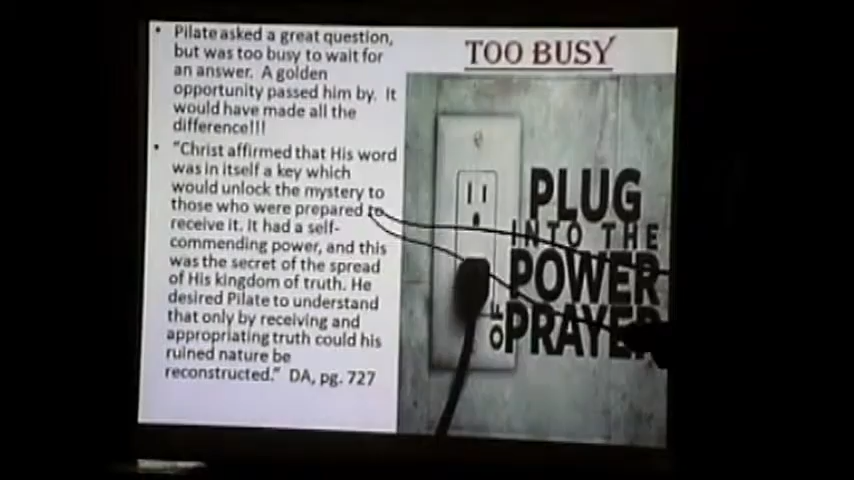 TOO BUSY
• Pilate asked a great question,
but was too busy to wait for
an answer. A golden
opportunity passed him by. It
would have made all the
difference!!!
• "Christ affirmed that His word
was in itself a key which
would unlock the mystery to
those who were prepared to
receive it. It had a self-
commending power, and this
was the secret of the spread
of His kingdom of truth. He
desired Pilate to understand
that only by receiving and
appropriating truth could his
ruined nature be
reconstructed." DA, pg. 727
PLUG
INTO THE
POWER
OF PRAYER